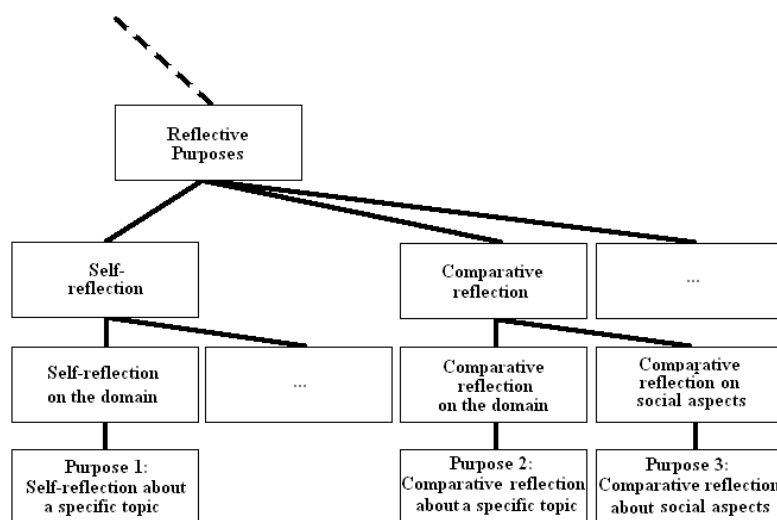 Reflective
Purposes
Self-
reflection
Comparative
reflection
...
Self-reflection
on the domain
...
Comparative
reflection
on the domain
Comparative
reflection on
social aspects
Purpose 1:
Self-reflection about
a specific topic
Purpose 2:
Comparative reflection
about a specific topic
Purpose 3:
Comparative reflection
about social aspects